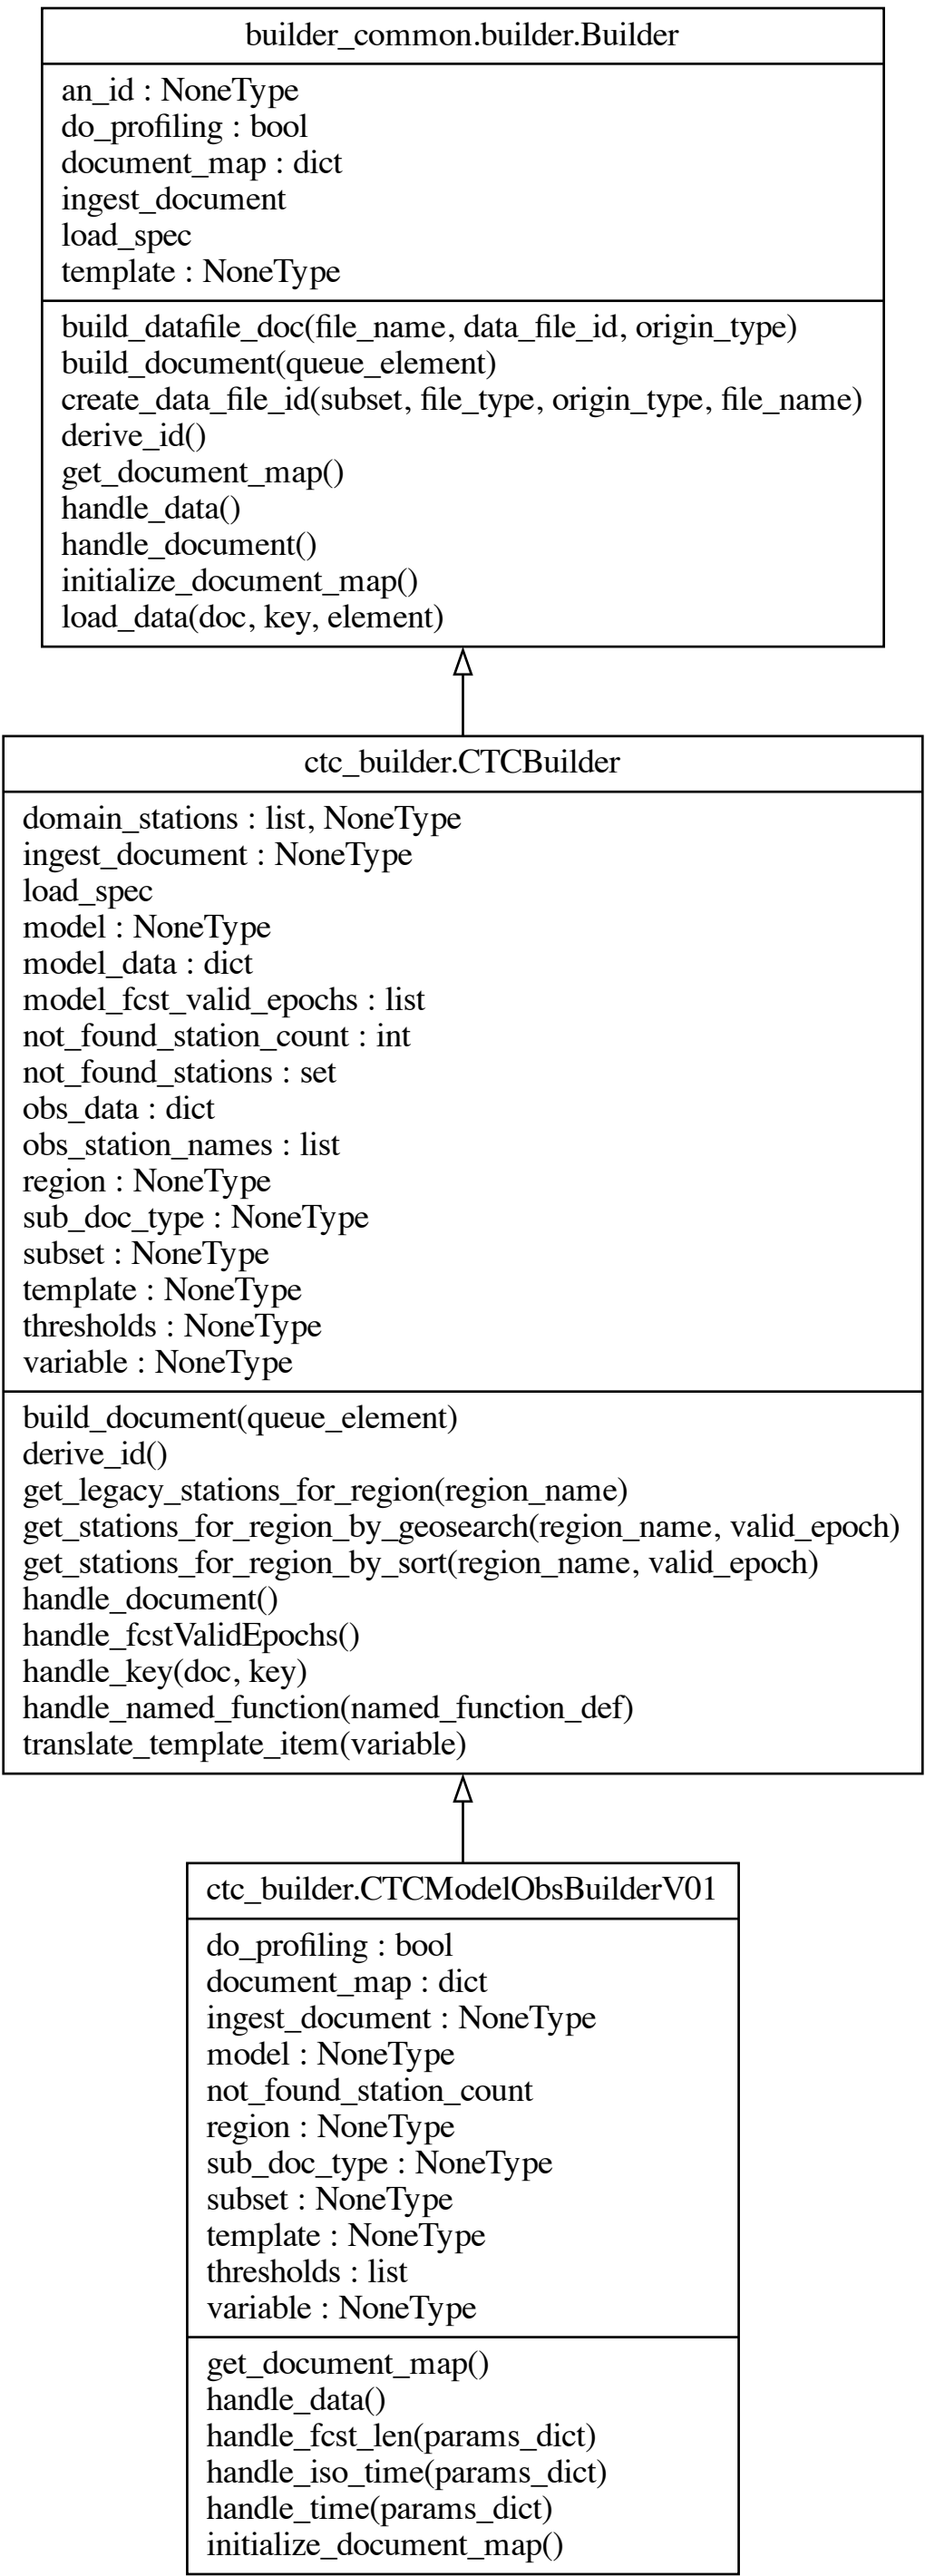 builder_common.builder.Builder
an_id : NoneType
do_profiling : bool
document_map : dict
ingest_document
load_spec
template : NoneType
build_datafile_doc(file_name, data_file_id, origin_type)
build_document(queue_element)
create_data_file_id(subset, file_type, origin_type, file_name)
derive_id()
get_document_map()
handle_data()
handle_document()
initialize_document_map()
load_data(doc, key, element)
ctc_builder.CTCBuilder
domain_stations : list, NoneType
ingest_document : NoneType
load_spec
model : NoneType
model_data : dict
model_fcst_valid_epochs : list
not_found_station_count : int
not_found_stations : set
obs_data : dict
obs_station_names : list
region : NoneType
sub_doc_type : NoneType
subset : NoneType
template : NoneType
thresholds : NoneType
variable : NoneType
build_document(queue_element)
derive_id()
get_legacy_stations_for_region(region_name)
get_stations_for_region_by_geosearch(region_name, valid_epoch)
get_stations_for_region_by_sort(region_name, valid_epoch)
handle_document()
handle_fcstValidEpochs()
handle_key(doc, key)
handle_named_function(named_function_def)
translate_template_item(variable)
ctc_builder.CTCModelObsBuilderV01
do_profiling : bool
document_map : dict
ingest_document : NoneType
model : NoneType
not_found_station_count
region : NoneType
sub_doc_type : NoneType
subset : NoneType
template : NoneType
thresholds : list
variable : NoneType
get_document_map()
handle_data()
handle_fcst_len(params_dict)
handle_iso_time(params_dict)
handle_time(params_dict)
initialize_document_map()